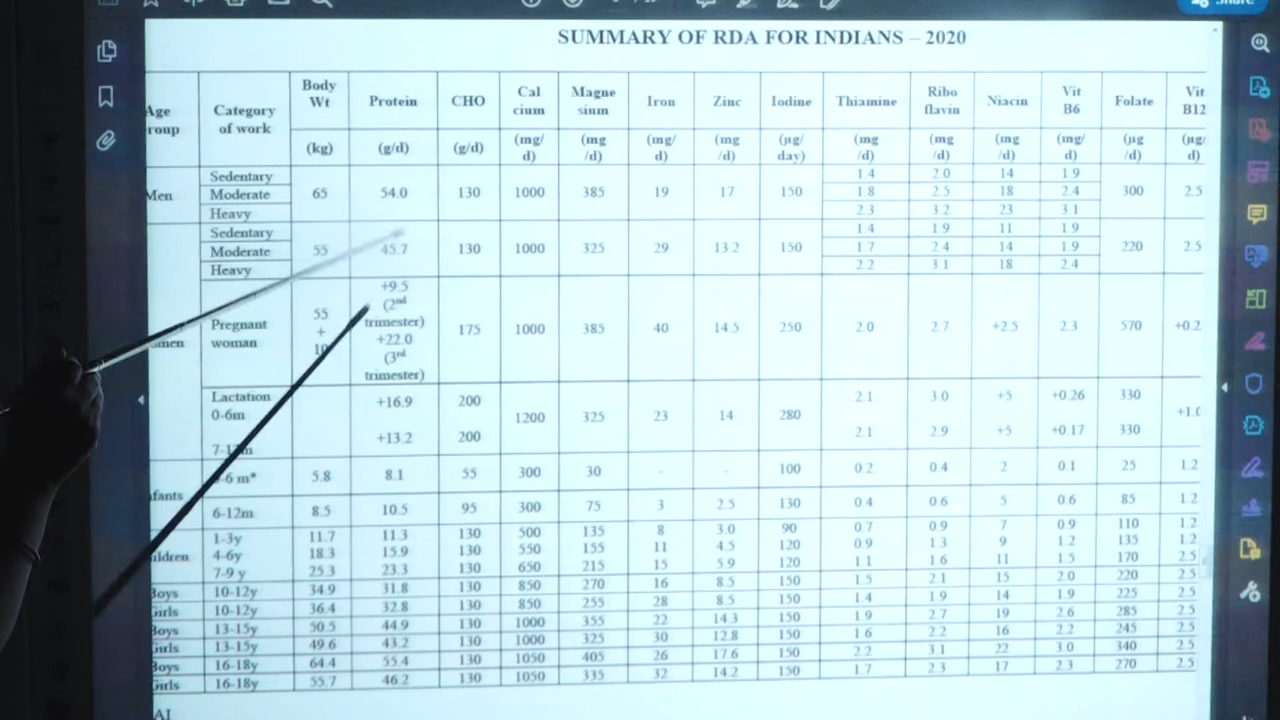 Share
SUMMARY OF RDA FOR INDIANS – 2020
Age roup | Category of work | Body Wt | Protein | CHO | Cal cium | Magne sium | Iron | Zinc | Iodine | Thiamine | Ribo flavin | Niacin | Vit B6 | Folate | Vit B12
(kg) | (g/d) | (g/d) | (mg/ d) | (mg /d) | (mg/ d) | (mg /d) | (µg/ day) | (mg /d) | (mg /d) | (mg /d) | (mg/ d) | (µg /d) | (µg/ d)
Men | Sedentary | 65 | 54.0 | 130 | 1000 | 385 | 19 | 17 | 150 | 1.4 | 2.0 | 14 | 1.9 | 300 | 2.5
Moderate | 1.8 | 2.5 | 18 | 2.4
Heavy | 2.3 | 3.2 | 23 | 3.1
Sedentary | 55 | 45.7 | 130 | 1000 | 325 | 29 | 13.2 | 150 | 1.4 | 1.9 | 11 | 1.9 | 220 | 2.5
Moderate | 1.7 | 2.4 | 14 | 1.9
Heavy | 2.2 | 3.1 | 18 | 2.4
omen | Pregnant woman | 55 + 10 | +9.5 (2nd trimester) +22.0 (3rd trimester) | 175 | 1000 | 385 | 40 | 14.5 | 250 | 2.0 | 2.7 | +2.5 | 2.3 | 570 | +0.2
Lactation 0-6m | +16.9 | 200 | 1200 | 325 | 23 | 14 | 280 | 2.1 | 3.0 | +5 | +0.26 | 330 | +1.0
7-12m | +13.2 | 200 | 2.1 | 2.9 | +5 | +0.17 | 330
nfants | -6 m* | 5.8 | 8.1 | 55 | 300 | 30 | - | - | 100 | 0.2 | 0.4 | 2 | 0.1 | 25 | 1.2
6-12m | 8.5 | 10.5 | 95 | 300 | 75 | 3 | 2.5 | 130 | 0.4 | 0.6 | 5 | 0.6 | 85 | 1.2
ildren | 1-3y | 11.7 | 11.3 | 130 | 500 | 135 | 8 | 3.0 | 90 | 0.7 | 0.9 | 7 | 0.9 | 110 | 1.2
4-6y | 18.3 | 15.9 | 130 | 550 | 155 | 11 | 4.5 | 120 | 0.9 | 1.3 | 9 | 1.2 | 135 | 1.2
7-9 y | 25.3 | 23.3 | 130 | 650 | 215 | 15 | 5.9 | 120 | 1.1 | 1.6 | 11 | 1.5 | 170 | 2.5
Boys | 10-12y | 34.9 | 31.8 | 130 | 850 | 270 | 16 | 8.5 | 150 | 1.5 | 2.1 | 15 | 2.0 | 220 | 2.5
Girls | 10-12y | 36.4 | 32.8 | 130 | 850 | 255 | 28 | 8.5 | 150 | 1.4 | 1.9 | 14 | 1.9 | 225 | 2.5
Boys | 13-15y | 50.5 | 44.9 | 130 | 1000 | 355 | 22 | 14.3 | 150 | 1.9 | 2.7 | 19 | 2.6 | 285 | 2.5
Girls | 13-15y | 49.6 | 43.2 | 130 | 1000 | 325 | 30 | 12.8 | 150 | 1.6 | 2.2 | 16 | 2.2 | 245 | 2.5
Boys | 16-18y | 64.4 | 55.4 | 130 | 1050 | 405 | 26 | 17.6 | 150 | 2.2 | 3.1 | 22 | 3.0 | 340 | 2.5
Girls | 16-18y | 55.7 | 46.2 | 130 | 1050 | 335 | 32 | 14.2 | 150 | 1.7 | 2.3 | 17 | 2.3 | 270 | 2.5
AI